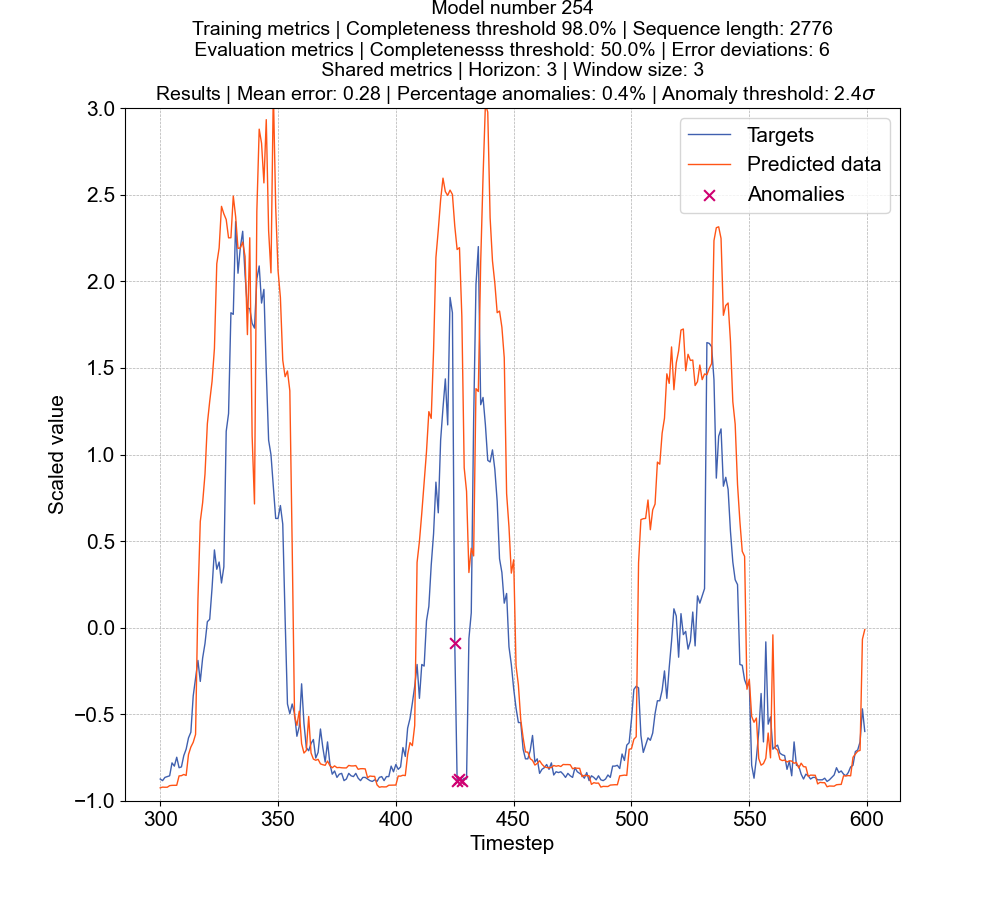 Model number 254
Training metrics | Completeness threshold 98.0% | Sequence length: 2776
Evaluation metrics | Completenesss threshold: 50.0% | Error deviations: 6
Shared metrics | Horizon: 3 | Window size: 3
Results | Mean error: 0.28 | Percentage anomalies: 0.4% | Anomaly threshold: 2.4σ
3.0
2.5
2.0
1.5
1.0
0.5
0.0
−0.5
−1.0
Scaled value
Targets
Predicted data
Anomalies
300 350 400 450 500 550 600
Timestep